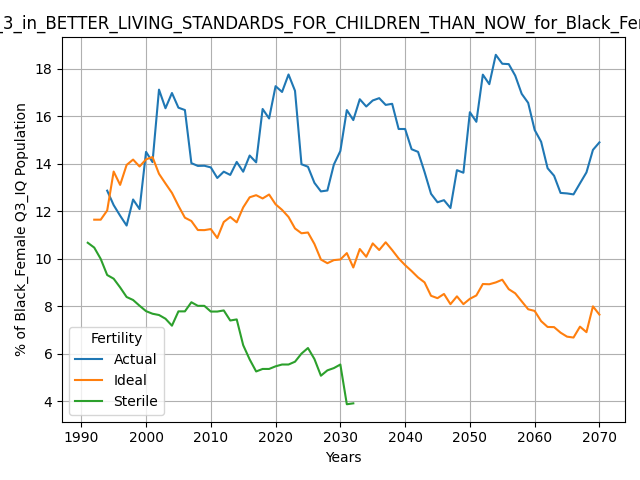 _3_in_BETTER_LIVING_STANDARDS_FOR_CHILDREN_THAN_NOW_for_Black_Fe
% of Black_Female Q3_IQ Population
18
16
14
12
10
8
6
4
Fertility
Actual
Ideal
Sterile
1990 2000 2010 2020 2030 2040 2050 2060 2070
Years